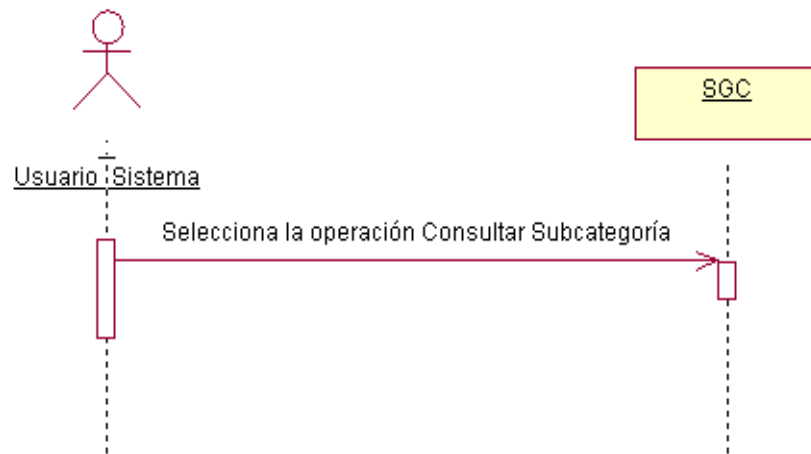 SGC
Usuario Sistema
Selecciona la operación Consultar Subcategoría